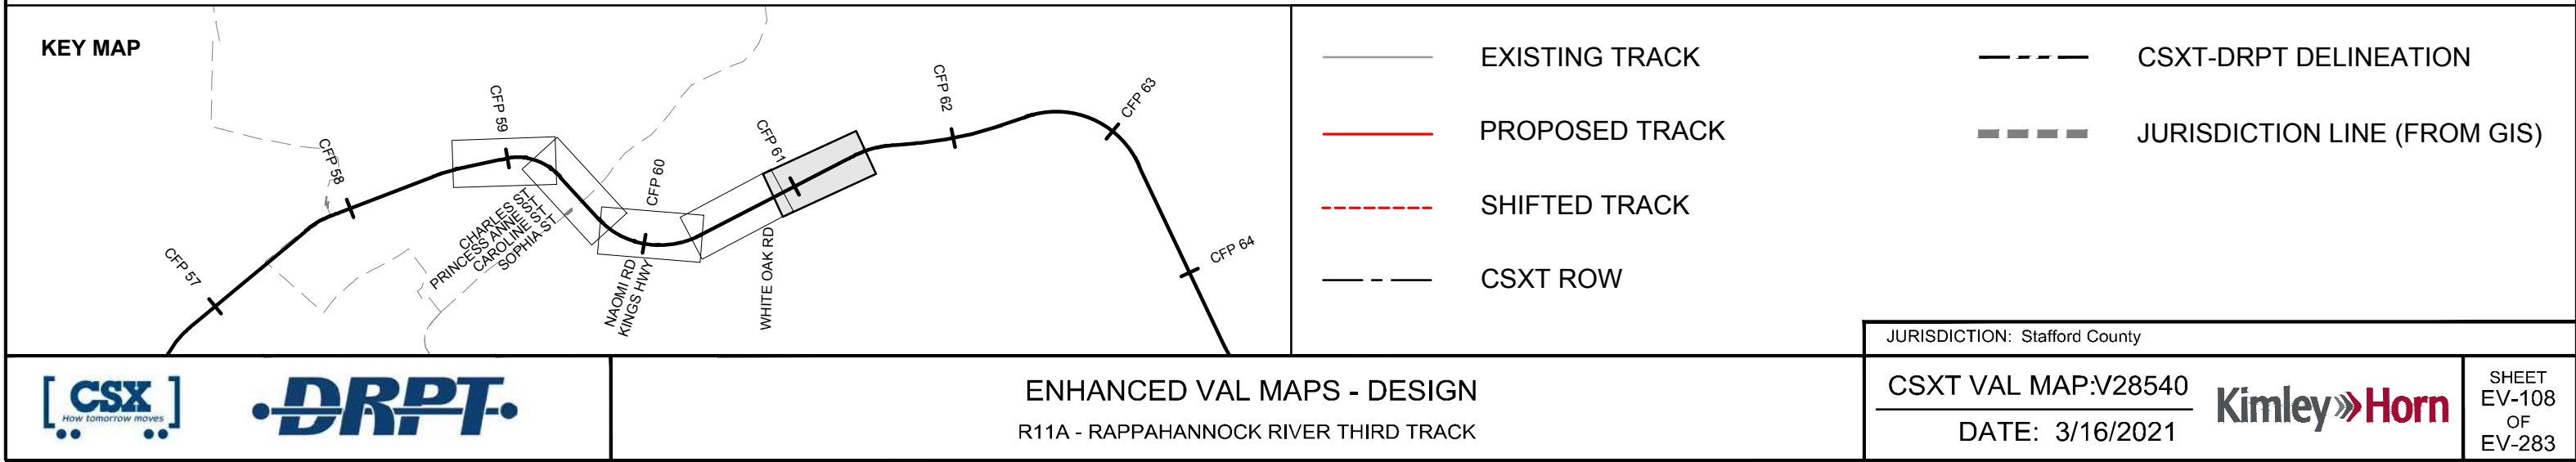 KEY MAP
CFP 57
CFP 58
CFP 59
CHARLES ST
PRINCESS ANNE ST
CAROLINE ST
SOPHIA ST
CFP 60
NAOMI RD
KINGS HWY
CFP 61
WHITE OAK RD
CFP 62
CFP 63
CFP 64
EXISTING TRACK
PROPOSED TRACK
SHIFTED TRACK
CSXT ROW
CSXT-DRPT DELINEATION
JURISDICTION LINE (FROM GIS)
JURISDICTION: Stafford County
CSX
How tomorrow moves
DRPT
ENHANCED VAL MAPS - DESIGN
R11A - RAPPAHANNOCK RIVER THIRD TRACK
CSXT VAL MAP:V28540
DATE: 3/16/2021
Kimley»Horn
SHEET
EV-108
OF
EV-283